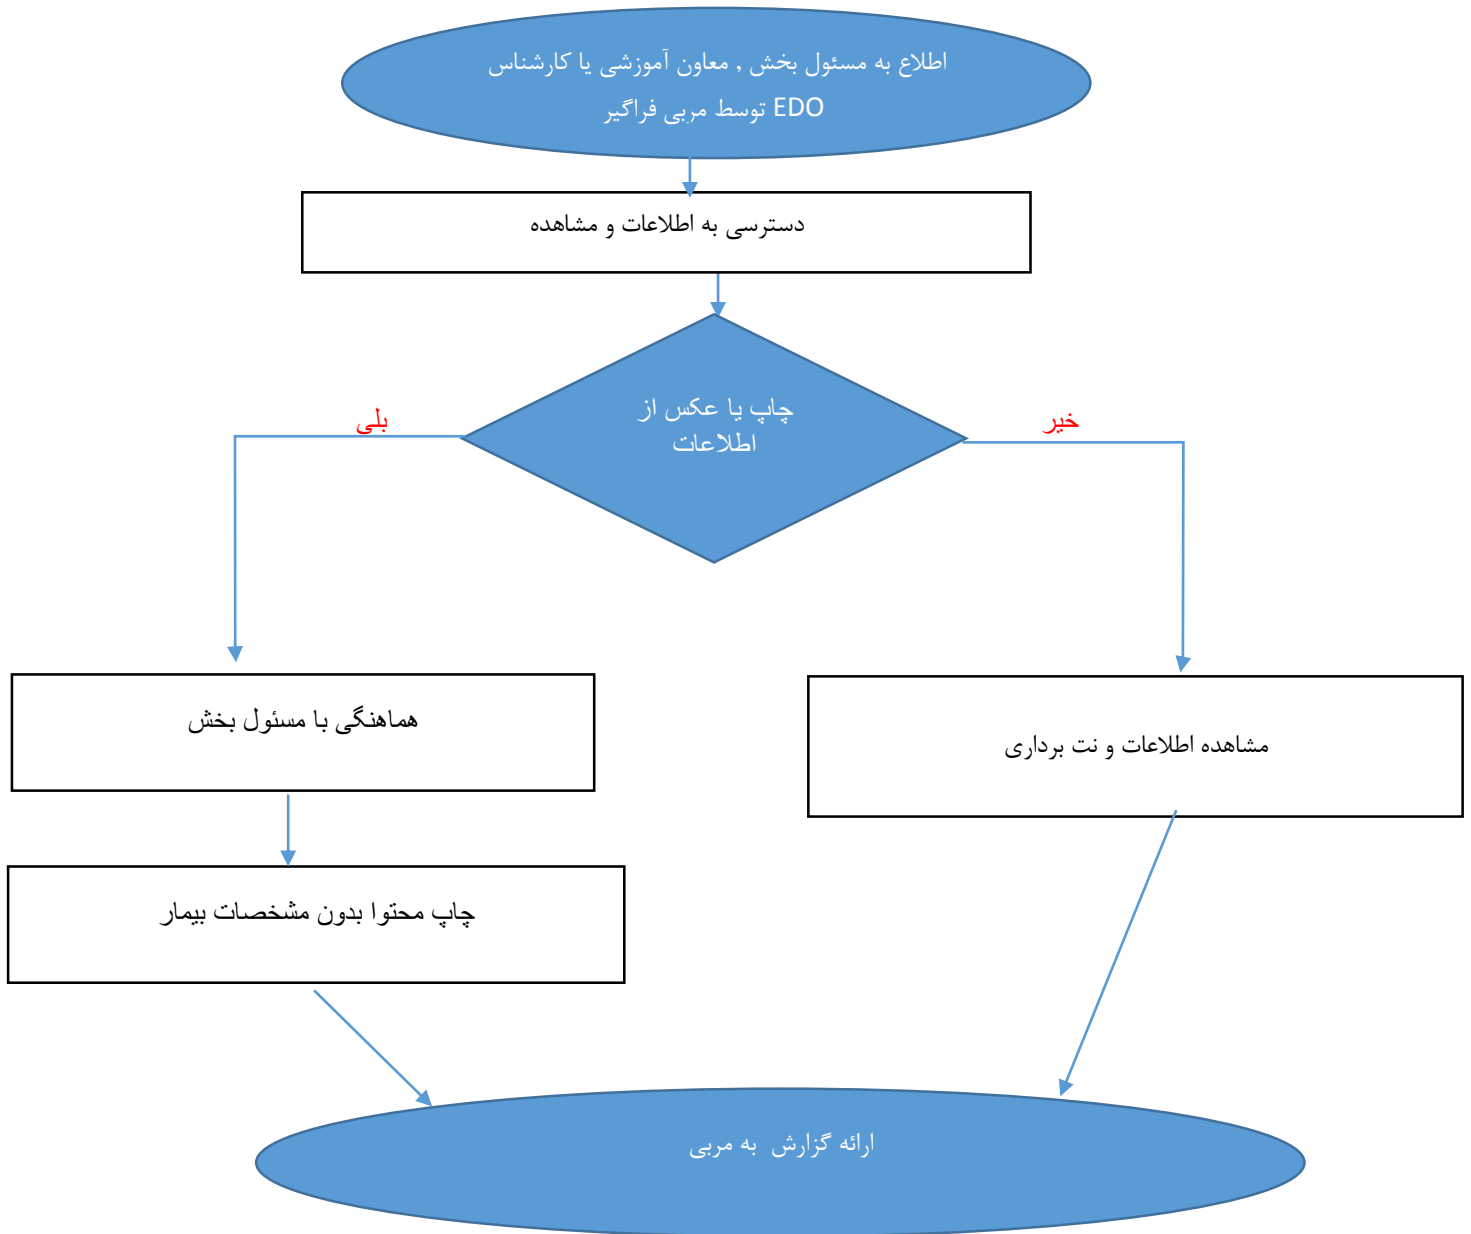 اطلاع به مسئول بخش , معاون آموزشی یا کارشناس
EDO توسط مربی فراگیر
دسترسی به اطلاعات و مشاهده
چاپ یا عکس از
اطلاعات
بلی
خیر
هماهنگی با مسئول بخش
مشاهده اطلاعات و نت برداری
چاپ محتوا بدون مشخصات بیمار
ارائه گزارش به مربی